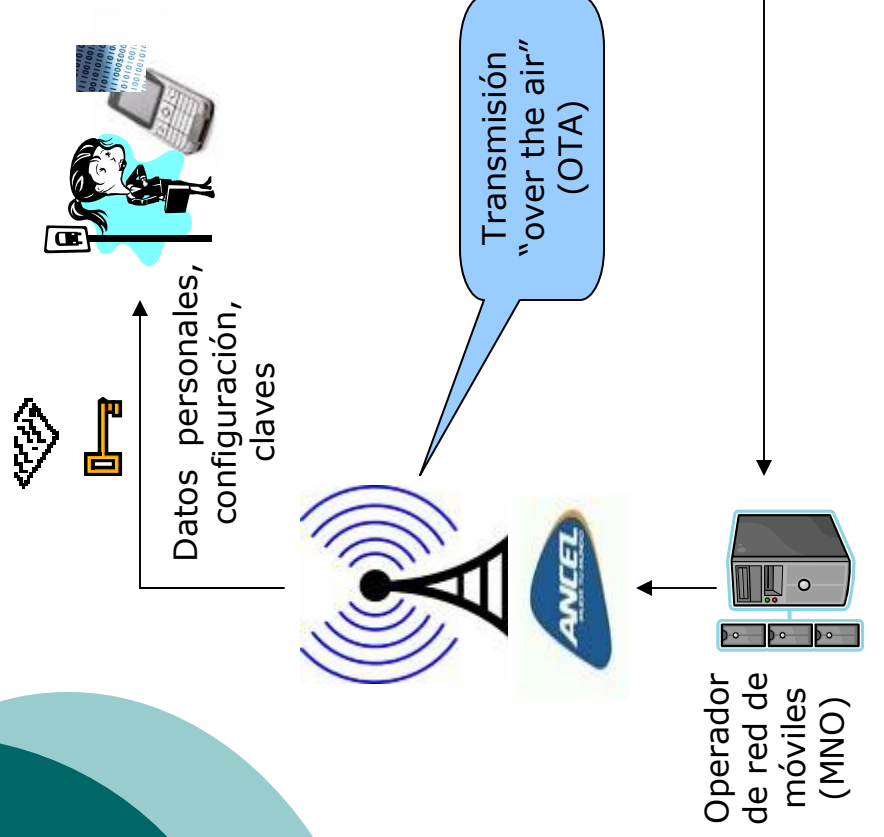 Datos personales,
configuración,
claves
Transmisión
“over the air”
(OTA)
ANCEL
Operador
de red de
móviles
(MNO)